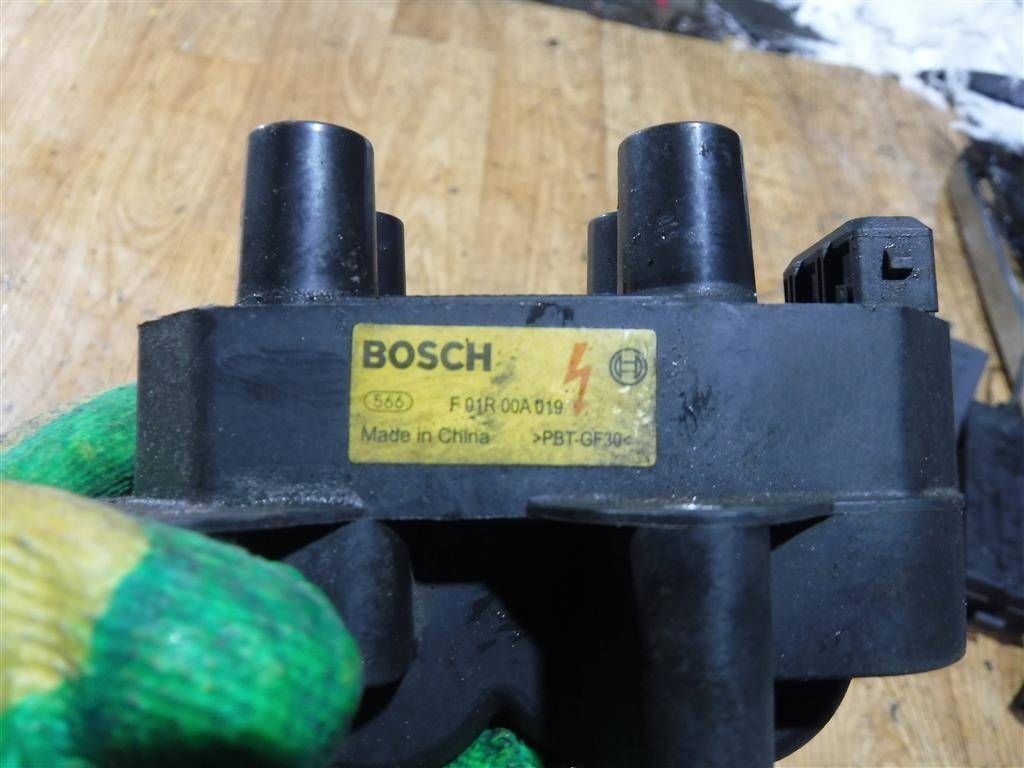 BOSCH
566 F 01R 00A 019
Made in China >PBT-GF30<